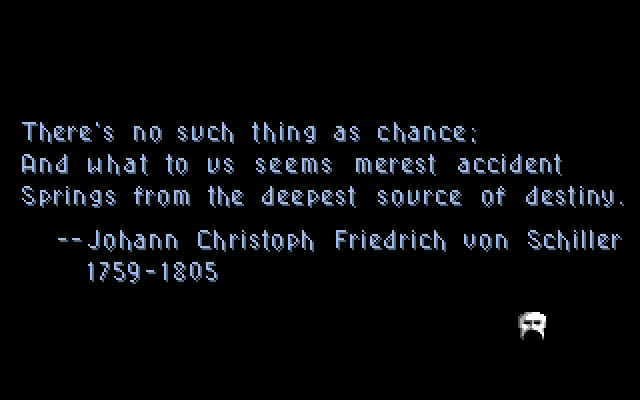 There's no such thing as chance;
And what to us seems merest accident
Springs from the deepest source of destiny.
--Johann Christoph Friedrich von Schiller
1759-1805